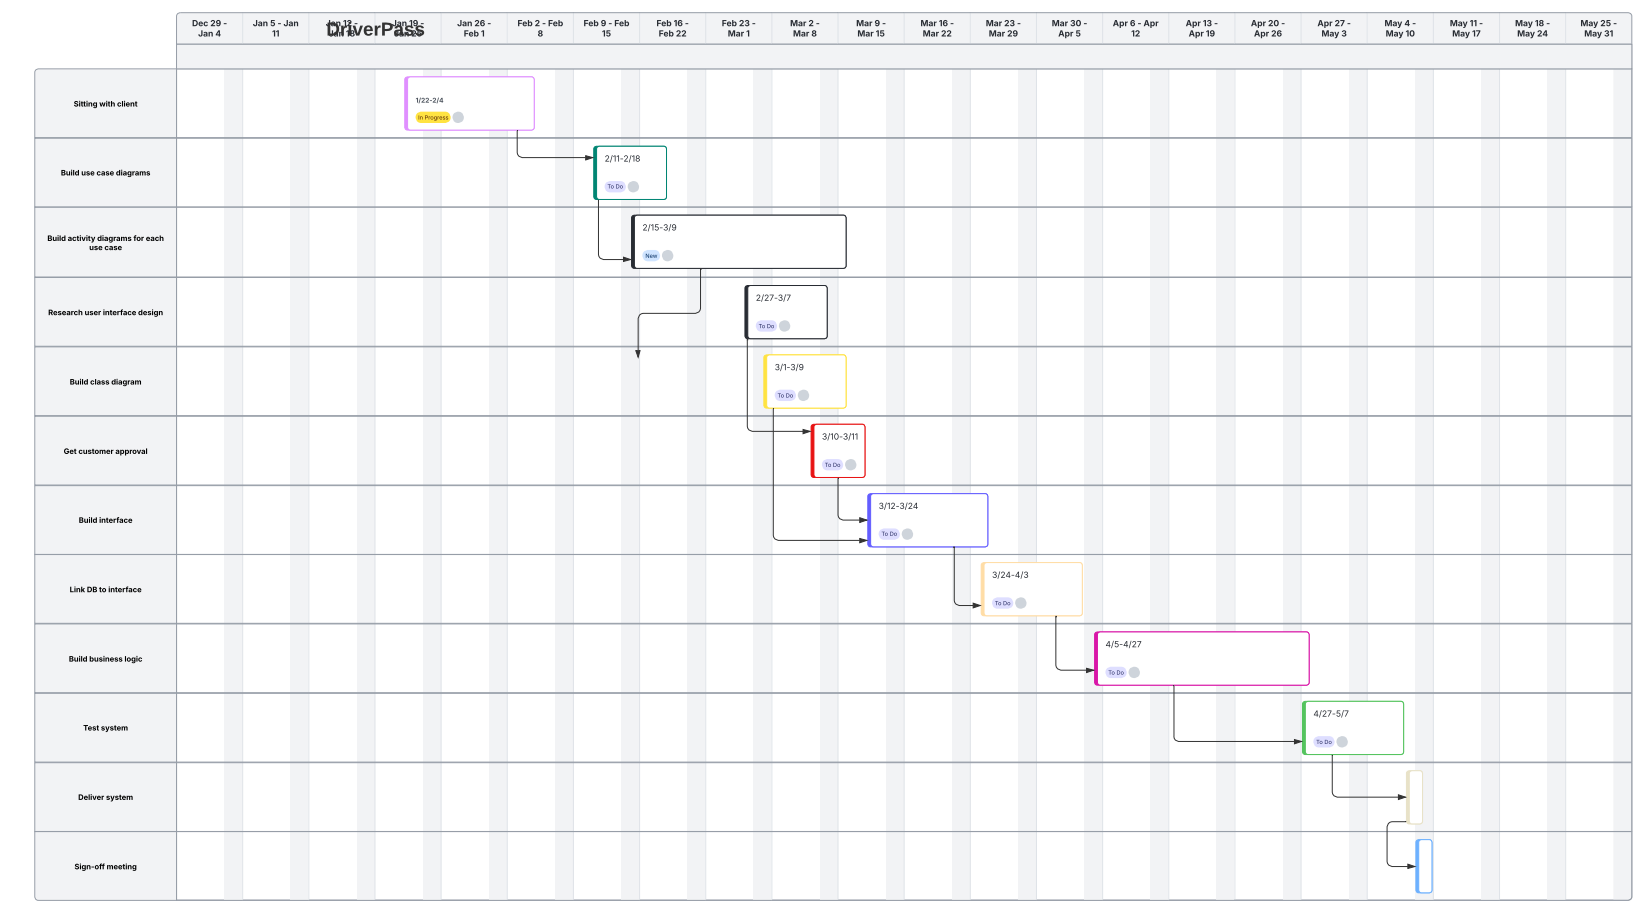 Dec 29 - Jan 4
Jan 5 - Jan 11
Jan 12 - Jan 18
Jan 19 - Jan 25
Jan 26 - Feb 1
Feb 2 - Feb 8
Feb 9 - Feb 15
Feb 16 - Feb 22
Feb 23 - Mar 1
Mar 2 - Mar 8
Mar 9 - Mar 15
Mar 16 - Mar 22
Mar 23 - Mar 29
Mar 30 - Apr 5
Apr 6 - Apr 12
Apr 13 - Apr 19
Apr 20 - Apr 26
Apr 27 - May 3
May 4 - May 10
May 11 - May 17
May 18 - May 24
May 25 - May 31
DriverPass
Sitting with client
1/22-2/4
In Progress
Build use case diagrams
2/11-2/18
To Do
Build activity diagrams for each
use case
2/15-3/9
New
Research user interface design
2/27-3/7
To Do
Build class diagram
3/1-3/9
To Do
Get customer approval
3/10-3/11
To Do
Build interface
3/12-3/24
To Do
Link DB to interface
3/24-4/3
To Do
Build business logic
4/5-4/27
To Do
Test system
4/27-5/7
To Do
Deliver system
Sign-off meeting